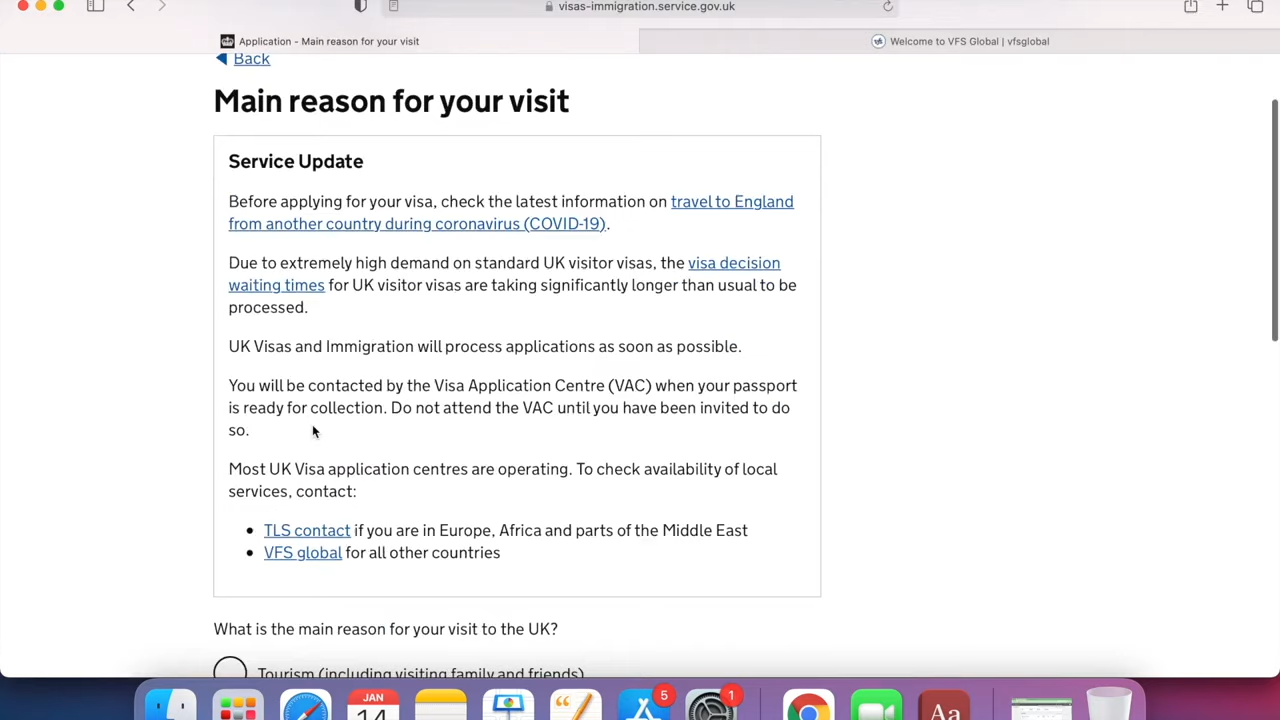 visas-immigration.service.gov.uk
Application - Main reason for your visit
Welcome to VFS Global | vfsglobal
Back
Main reason for your visit
Service Update
Before applying for your visa, check the latest information on travel to England
from another country during coronavirus (COVID-19).
Due to extremely high demand on standard UK visitor visas, the visa decision
waiting times for UK visitor visas are taking significantly longer than usual to be
processed.
UK Visas and Immigration will process applications as soon as possible.
You will be contacted by the Visa Application Centre (VAC) when your passport
is ready for collection. Do not attend the VAC until you have been invited to do
so.
Most UK Visa application centres are operating. To check availability of local
services, contact:
TLS contact if you are in Europe, Africa and parts of the Middle East
VFS global for all other countries
What is the main reason for your visit to the UK?
Tourism (including visiting family and friends)
JAN
14
5
1
Aa